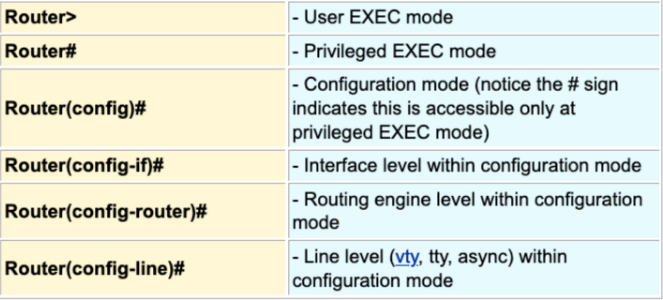 Router>
- User EXEC mode
Router#
- Privileged EXEC mode
Router(config)#
- Configuration mode (notice the # sign
indicates this is accessible only at
privileged EXEC mode)
Router(config-if)#
- Interface level within configuration mode
Router(config-router)#
- Routing engine level within configuration
mode
Router(config-line)#
- Line level (vty, tty, async) within
configuration mode